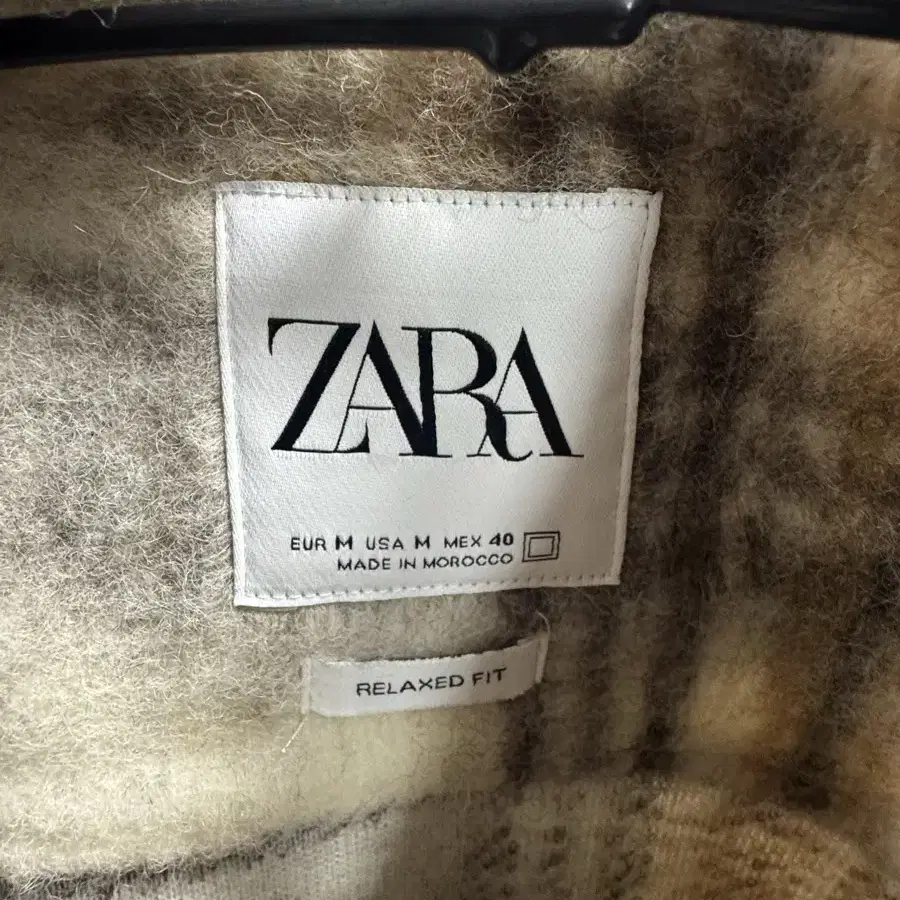 ZARA
EUR M USA M MEX 40
MADE IN MOROCCO
RELAXED FIT